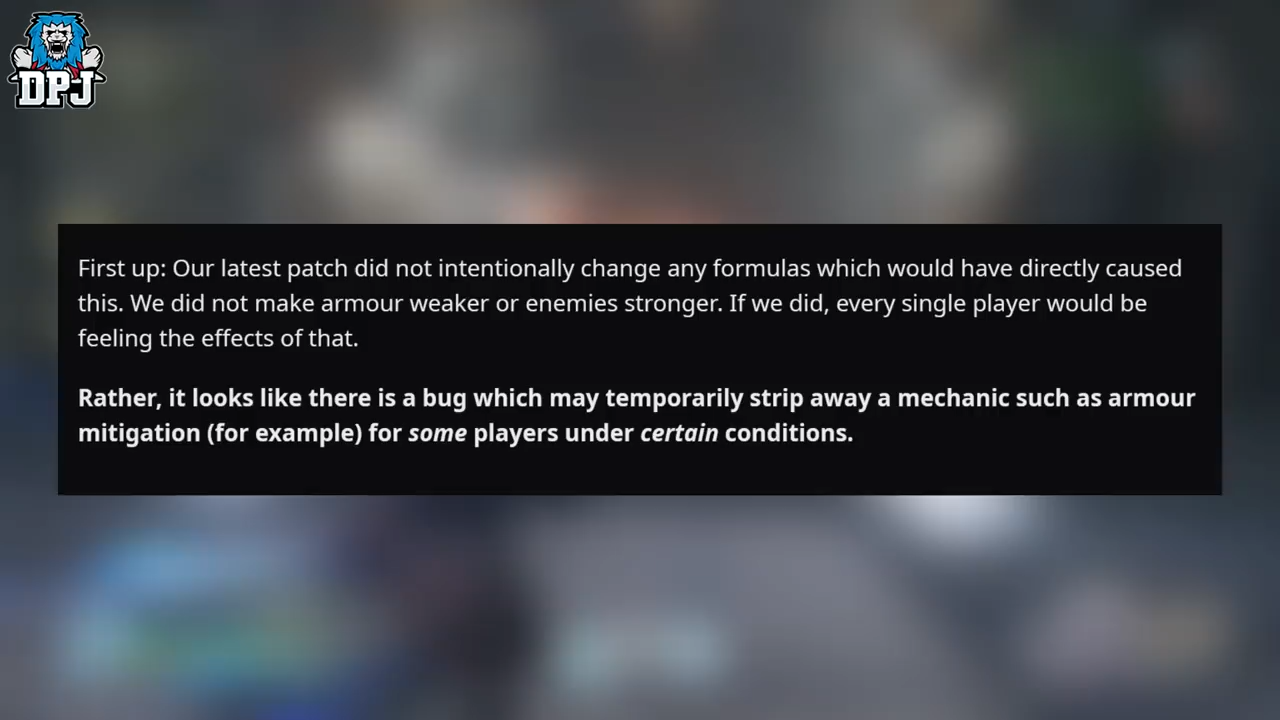 DPJ
First up: Our latest patch did not intentionally change any formulas which would have directly caused
this. We did not make armour weaker or enemies stronger. If we did, every single player would be
feeling the effects of that.
Rather, it looks like there is a bug which may temporarily strip away a mechanic such as armour
mitigation (for example) for some players under certain conditions.